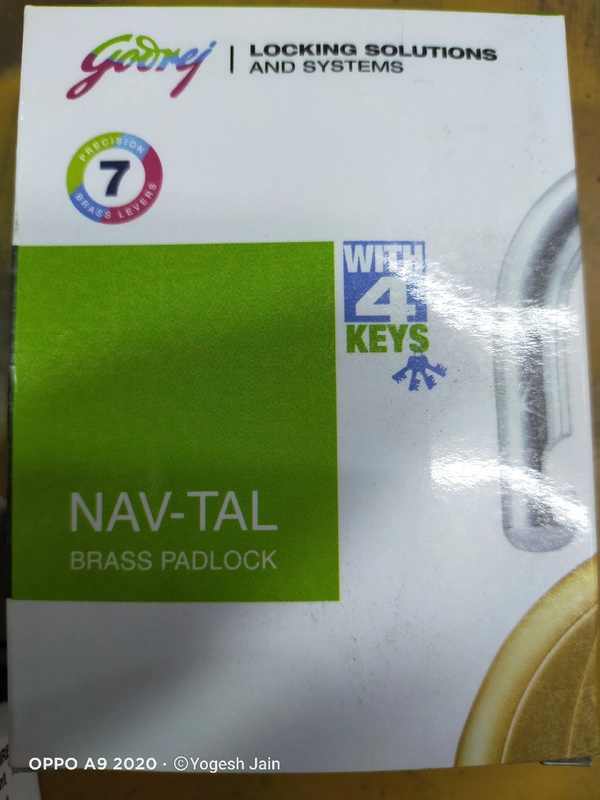 Godrej | LOCKING SOLUTIONS
AND SYSTEMS
PRECISION
7
BRASS LEVERS
WITH
4
KEYS
NAV-TAL
BRASS PADLOCK
OPPO A9 2020 · ©Yogesh Jain